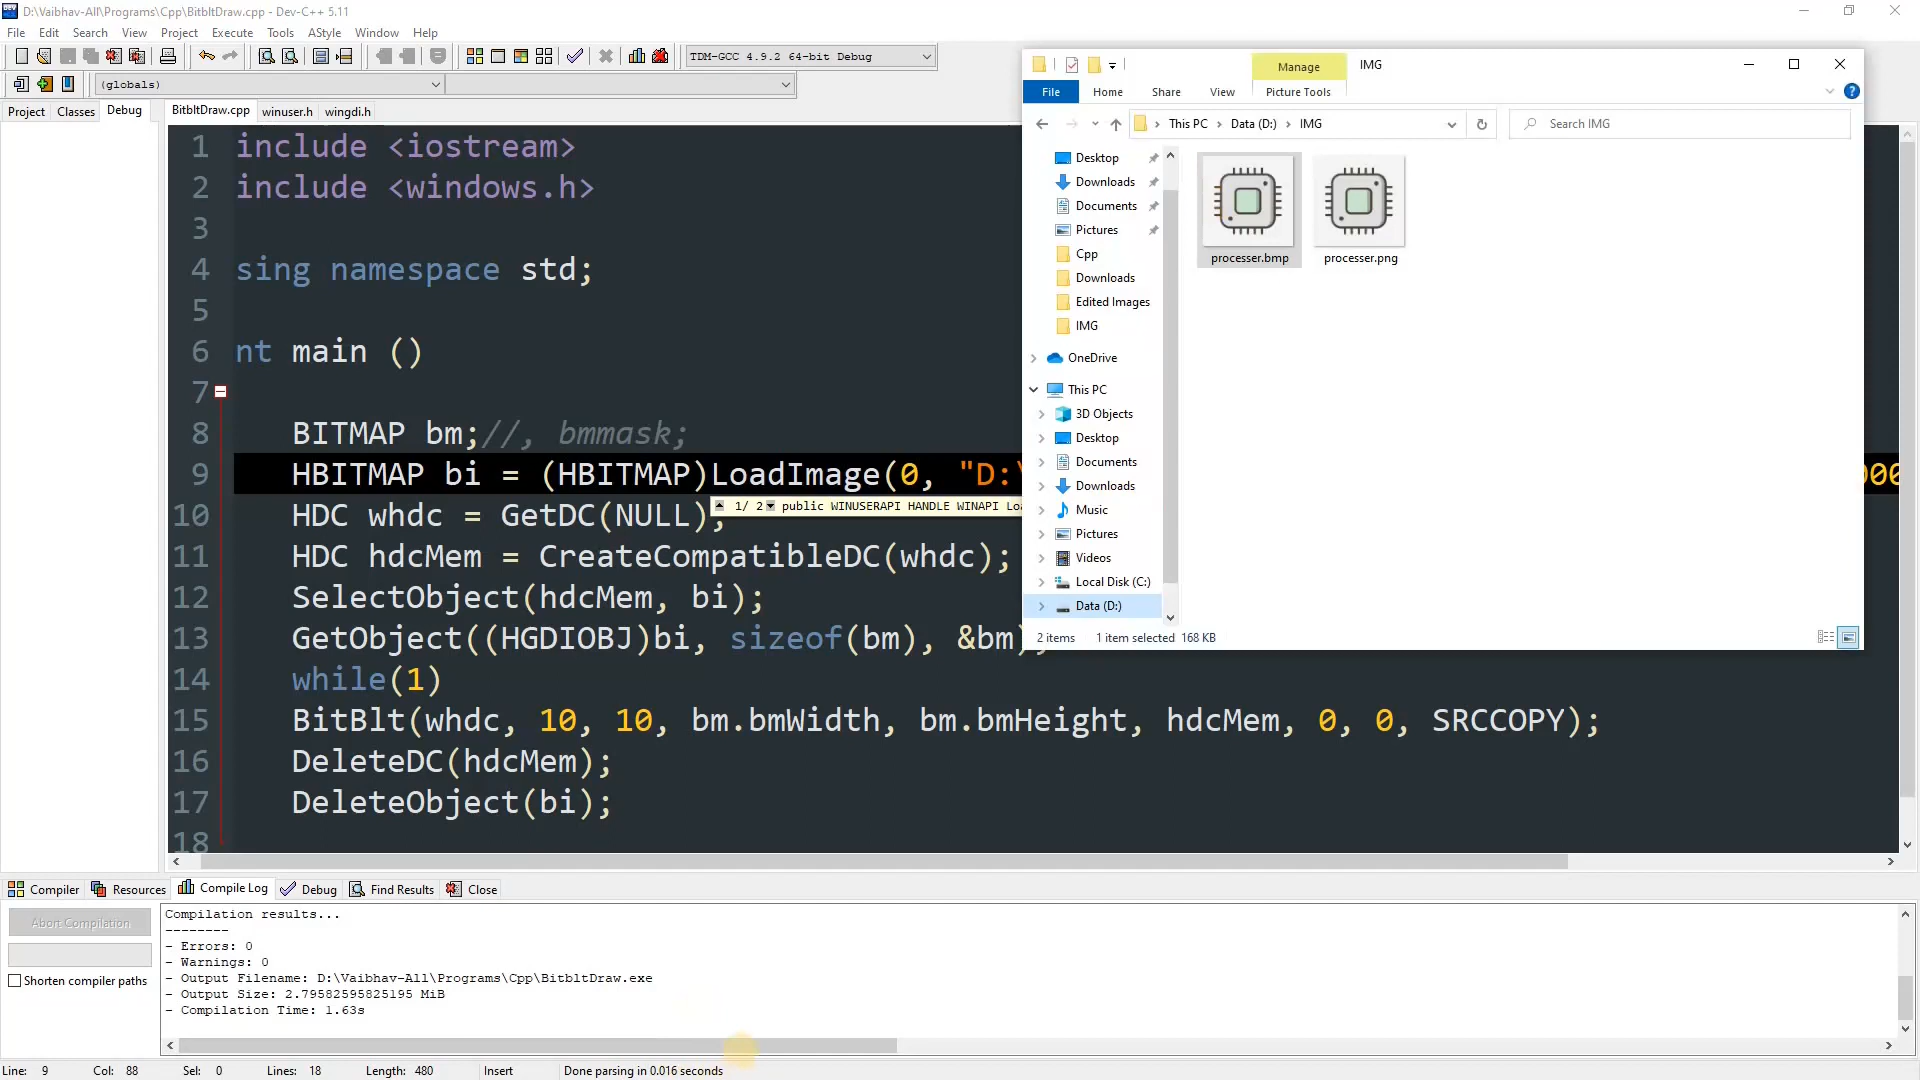 D:\Vaibhav-All\Programs\Cpp\BitbltDraw.cpp - Dev-C++ 5.11
File Edit Search View Project Execute Tools AStyle Window Help
TDM-GCC 4.9.2 64-bit Debug
(globals)
Project Classes Debug
BitbltDraw.cpp winuser.h wingdi.h
1 include <iostream>
2 include <windows.h>
3
4 sing namespace std;
5
6 nt main ()
7
8 BITMAP bm;//, bmmask;
9 HBITMAP bi = (HBITMAP)LoadImage(0, "D:\
1/ 2 public WINUSERAPI HANDLE WINAPI
10 HDC whdc = GetDC(NULL);
11 HDC hdcMem = CreateCompatibleDC(whdc);
12 SelectObject(hdcMem, bi);
13 GetObject((HGDIOBJ)bi, sizeof(bm), &bm);
14 while(1)
15 BitBlt(whdc, 10, 10, bm.bmWidth, bm.bmHeight, hdcMem, 0, 0, SRCCOPY);
16 DeleteDC(hdcMem);
17 DeleteObject(bi);
18
Manage IMG
File Home Share View Picture Tools
This PC Data (D:) IMG
Search IMG
Desktop
Downloads
Documents
Pictures
Cpp
Downloads
Edited Images
IMG
OneDrive
This PC
3D Objects
Desktop
Documents
Downloads
Music
Pictures
Videos
Local Disk (C:)
Data (D:)
processer.bmp processer.png
2 items 1 item selected 168 KB
Compiler Resources Compile Log Debug Find Results Close
Abort Compilation
Shorten compiler paths
Compilation results...
--------
- Errors: 0
- Warnings: 0
- Output Filename: D:\Vaibhav-All\Programs\Cpp\BitbltDraw.exe
- Output Size: 2.79582595825195 MiB
- Compilation Time: 1.63s
Line: 9 Col: 88 Sel: 0 Lines: 18 Length: 480 Insert Done parsing in 0.016 seconds